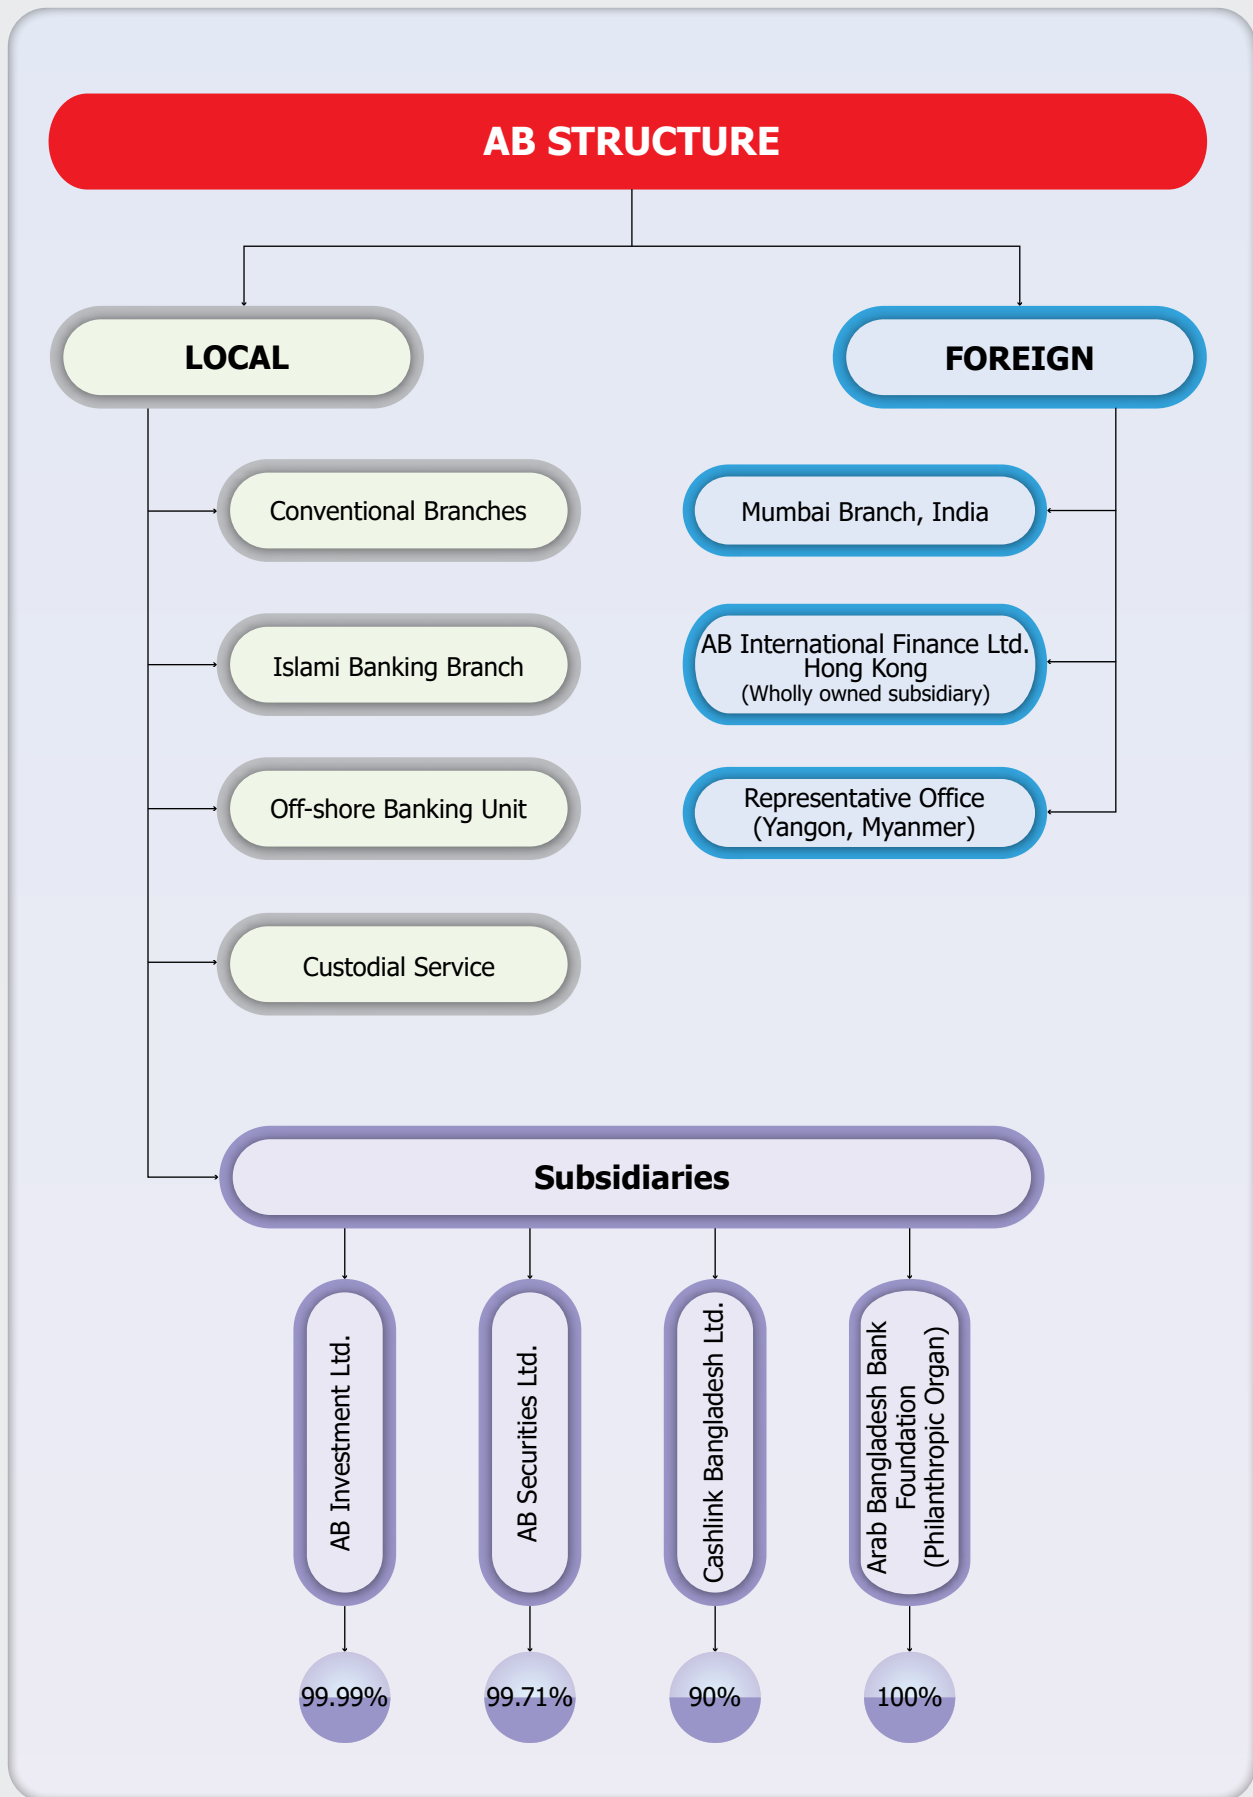 AB STRUCTURE
LOCAL
FOREIGN
Conventional Branches
Islami Banking Branch
Off-shore Banking Unit
Custodial Service
Mumbai Branch, India
AB International Finance Ltd.
Hong Kong
(Wholly owned subsidiary)
Representative Office
(Yangon, Myanmer)
Subsidiaries
AB Investment Ltd.
AB Securities Ltd.
Cashlink Bangladesh Ltd.
Arab Bangladesh Bank
Foundation
(Philanthropic Organ)
99.99%
99.71%
90%
100%